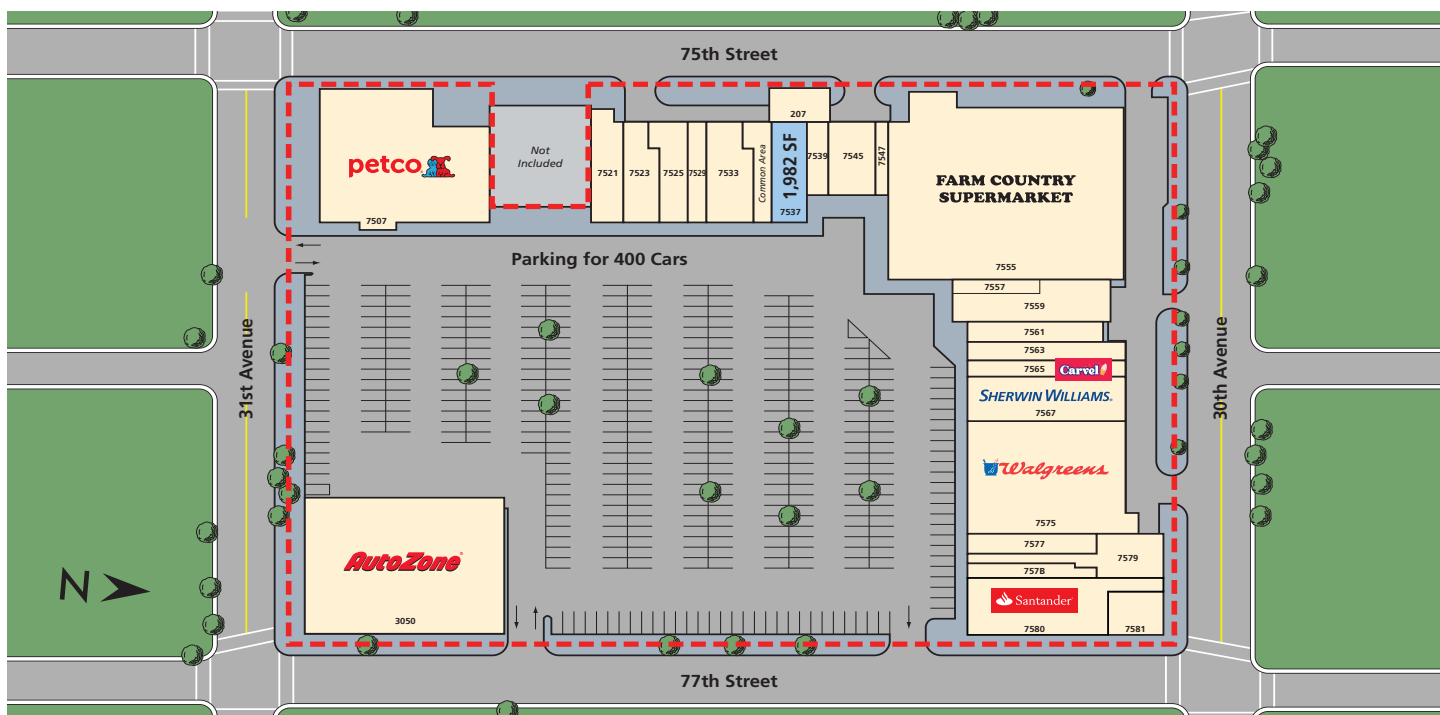 75th Street
207
Not
Included
petco
7507
7521
7523
7525
7529
7533
Common Area
1,982 SF
7537
7539
7545
7547
FARM COUNTRY
SUPERMARKET
7555
Parking for 400 Cars
7557
7559
7561
7563
7565
Carvel
SHERWIN WILLIAMS.
7567
31st Avenue
30th Avenue
Walgreens
7575
7577
7579
757B
AutoZone
3050
Santander
7580
7581
N
77th Street